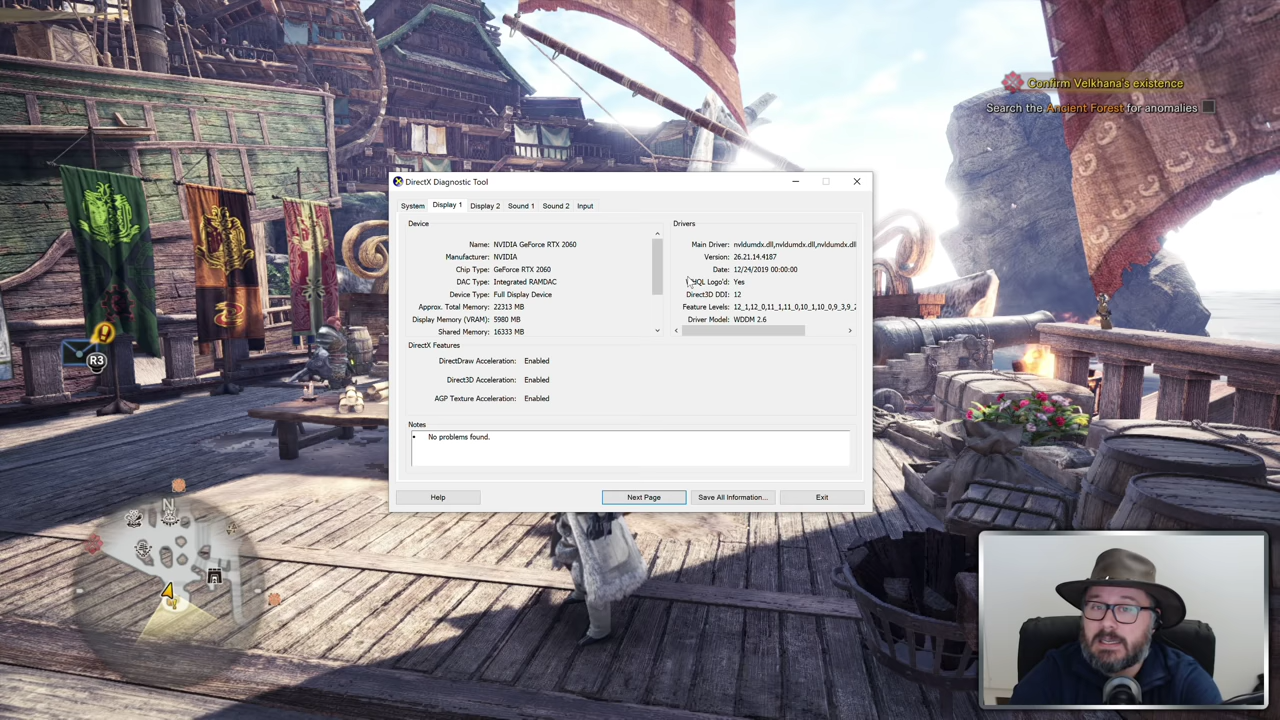 Confirm Velkhana's existence
Search the Ancient Forest for anomalies
DirectX Diagnostic Tool
System Display 1 Display 2 Sound 1 Sound 2 Input
Device
Name: NVIDIA GeForce RTX 2060
Manufacturer: NVIDIA
Chip Type: GeForce RTX 2060
DAC Type: Integrated RAMDAC
Device Type: Full Display Device
Approx. Total Memory: 22313 MB
Display Memory (VRAM): 5980 MB
Shared Memory: 16333 MB
Drivers
Main Driver: nvldumdx.dll,nvldumdx.dll,nvldumdx.dll
Version: 26.21.14.4187
Date: 12/24/2019 00:00:00
HQL Logo'd: Yes
Direct3D DDI: 12
Feature Levels: 12_1,12_0,11_1,11_0,10_1,10_0,9_3,9_2
Driver Model: WDDM 2.6
DirectX Features
DirectDraw Acceleration: Enabled
Direct3D Acceleration: Enabled
AGP Texture Acceleration: Enabled
Notes
• No problems found.
Help Next Page Save All Information... Exit
R3
N